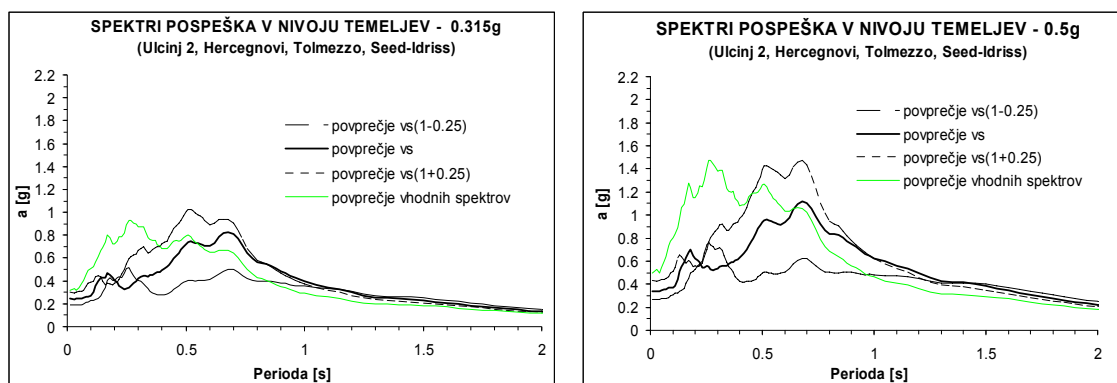 SPEKTRI POSPEŠKA V NIVOJU TEMELJEV - 0.315g
(Ulcinj 2, Hercegnovi, Tolmezzo, Seed-Idriss)
2.2
2
1.8
1.6
1.4
1.2
1
0.8
0.6
0.4
0.2
0
a [g]
povprečje vs(1-0.25)
povprečje vs
povprečje vs(1+0.25)
povprečje vhodnih spektrov
0 0.5 1 1.5 2
Perioda [s]
SPEKTRI POSPEŠKA V NIVOJU TEMELJEV - 0.5g
(Ulcinj 2, Hercegnovi, Tolmezzo, Seed-Idriss)
2.2
2
1.8
1.6
1.4
1.2
1
0.8
0.6
0.4
0.2
0
a [g]
povprečje vs(1-0.25)
povprečje vs
povprečje vs(1+0.25)
povprečje vhodnih spektrov
0 0.5 1 1.5 2
Perioda [s]